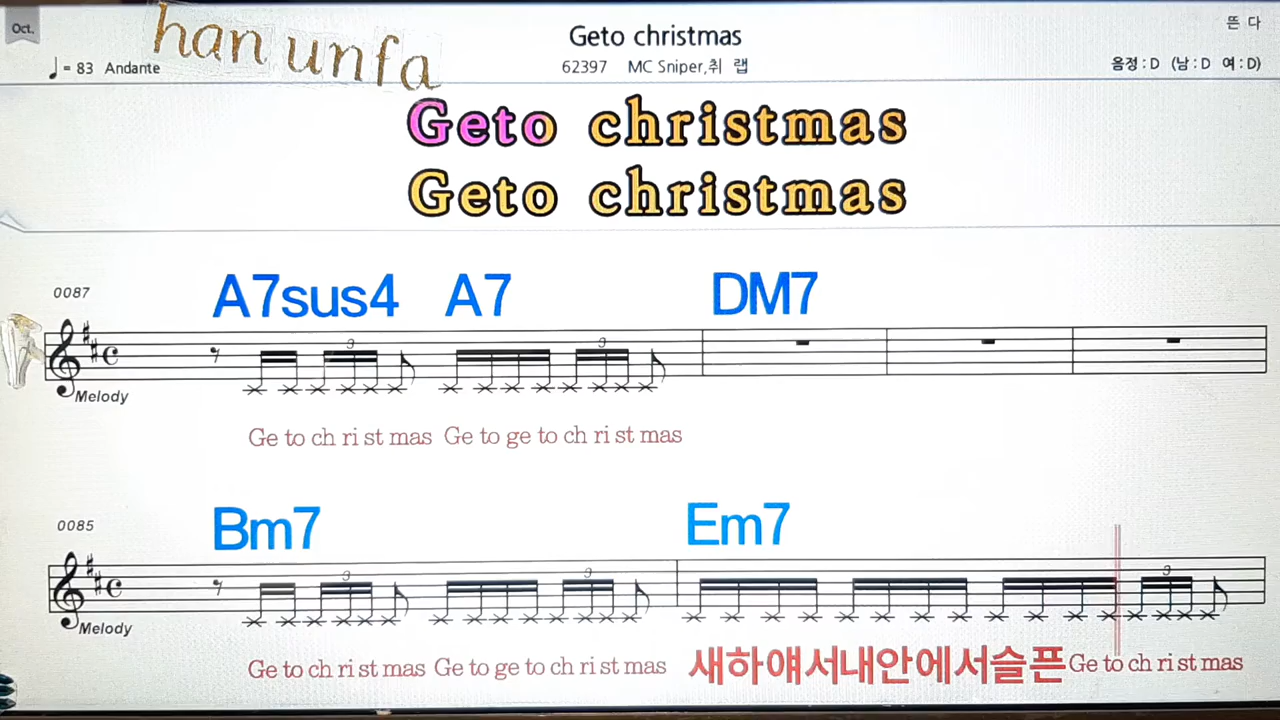 Oct.
han unfa
Geto christmas
뜬 다
♩= 83 Andante
62397 MC Sniper,취 랩
음정 : D (남 : D 여 : D)
Geto christmas
Geto christmas
0087
A7sus4 A7 DM7
3 3
Melody
Ge to ch ri st mas Ge to ge to ch ri st mas
0085
Bm7 Em7
3 3 3
Melody
Ge to ch ri st mas Ge to ge to ch ri st mas 새하얘서내안에서슬픈Ge to ch ri st mas